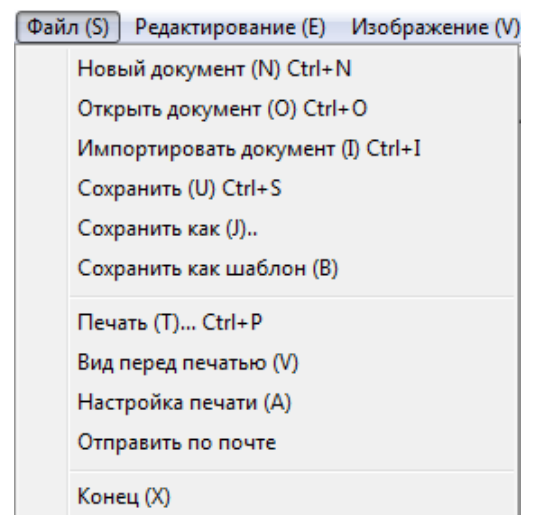 Файл (S) Редактирование (E) Изображение (V)
Новый документ (N) Ctrl+N
Открыть документ (O) Ctrl+O
Импортировать документ (I) Ctrl+I
Сохранить (U) Ctrl+S
Сохранить как (J)..
Сохранить как шаблон (B)
Печать (T)... Ctrl+P
Вид перед печатью (V)
Настройка печати (A)
Отправить по почте
Конец (X)